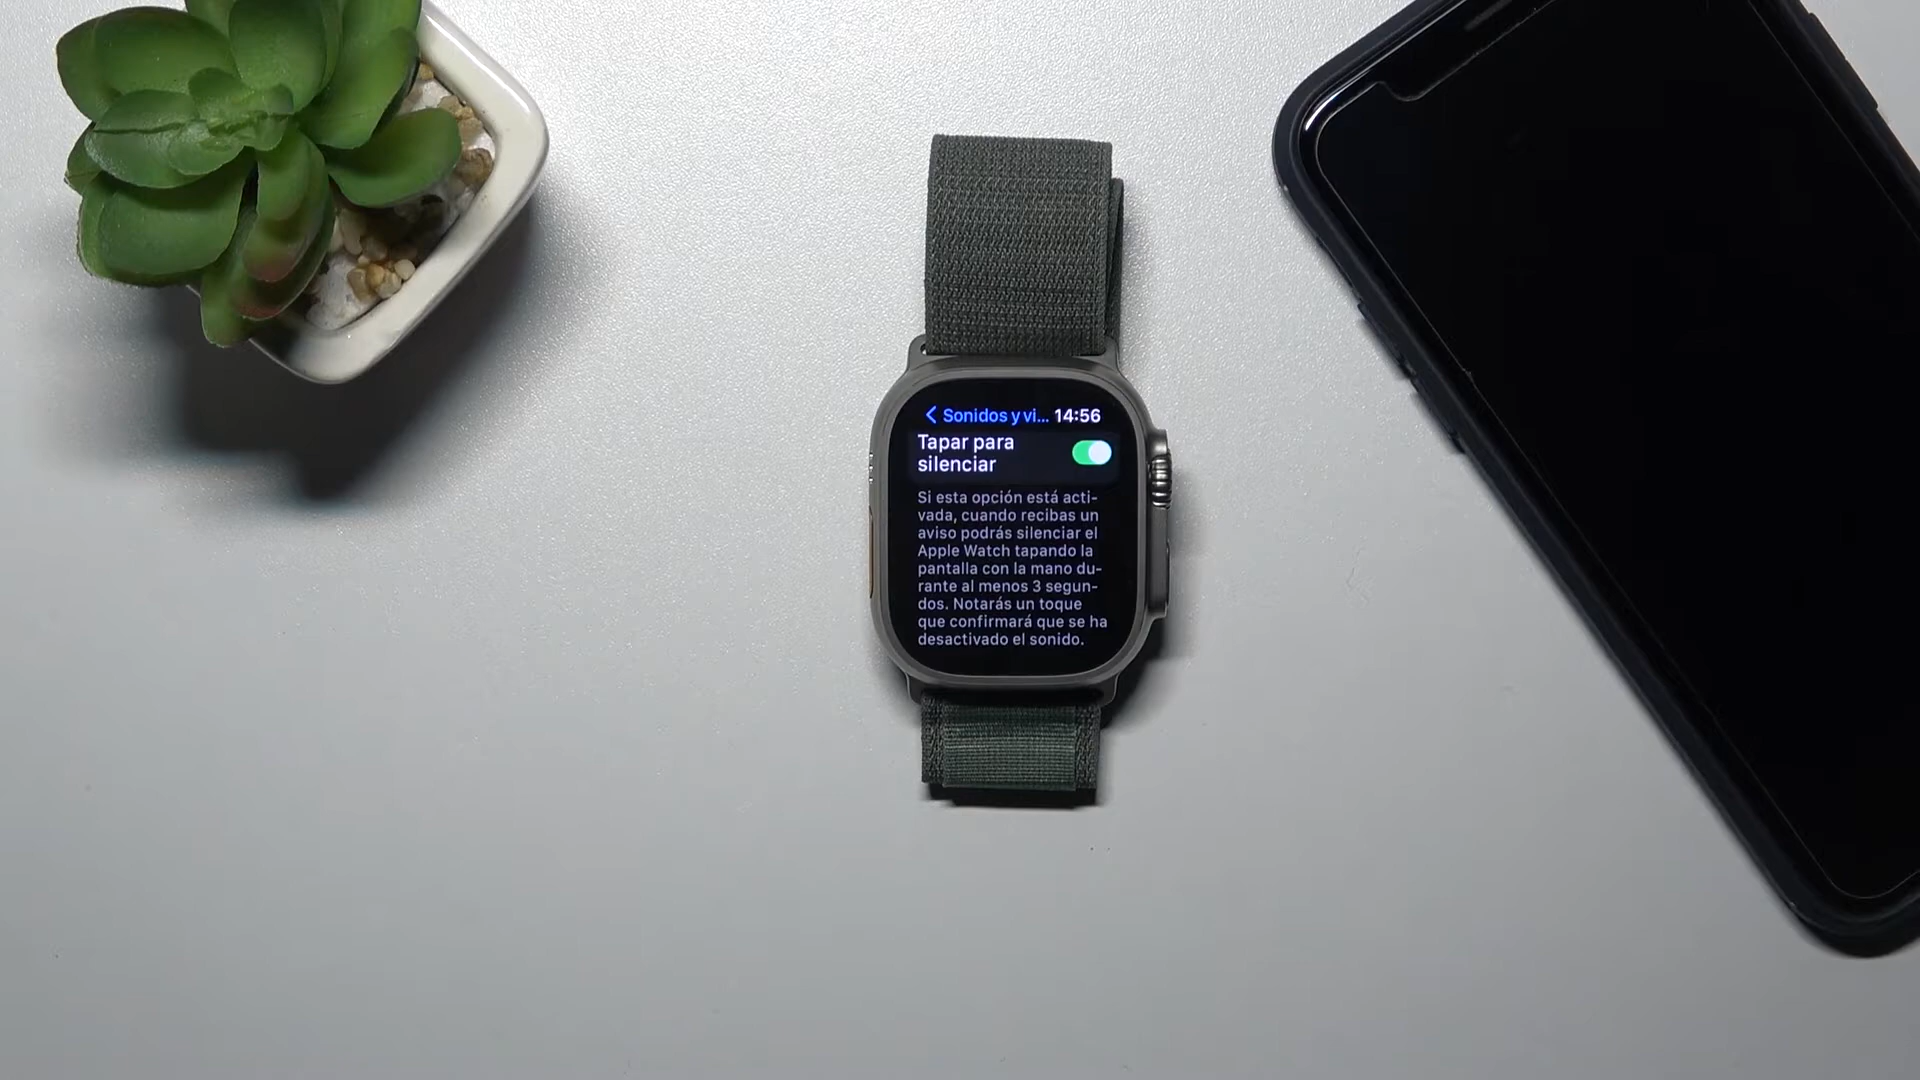 Sonidos y vi... 14:56
Tapar para
silenciar
Si esta opción está acti-
vada, cuando recibas un
aviso podrás silenciar el
Apple Watch tapando la
pantalla con la mano du-
rante al menos 3 segun-
dos. Notarás un toque
que confirmará que se ha
desactivado el sonido.